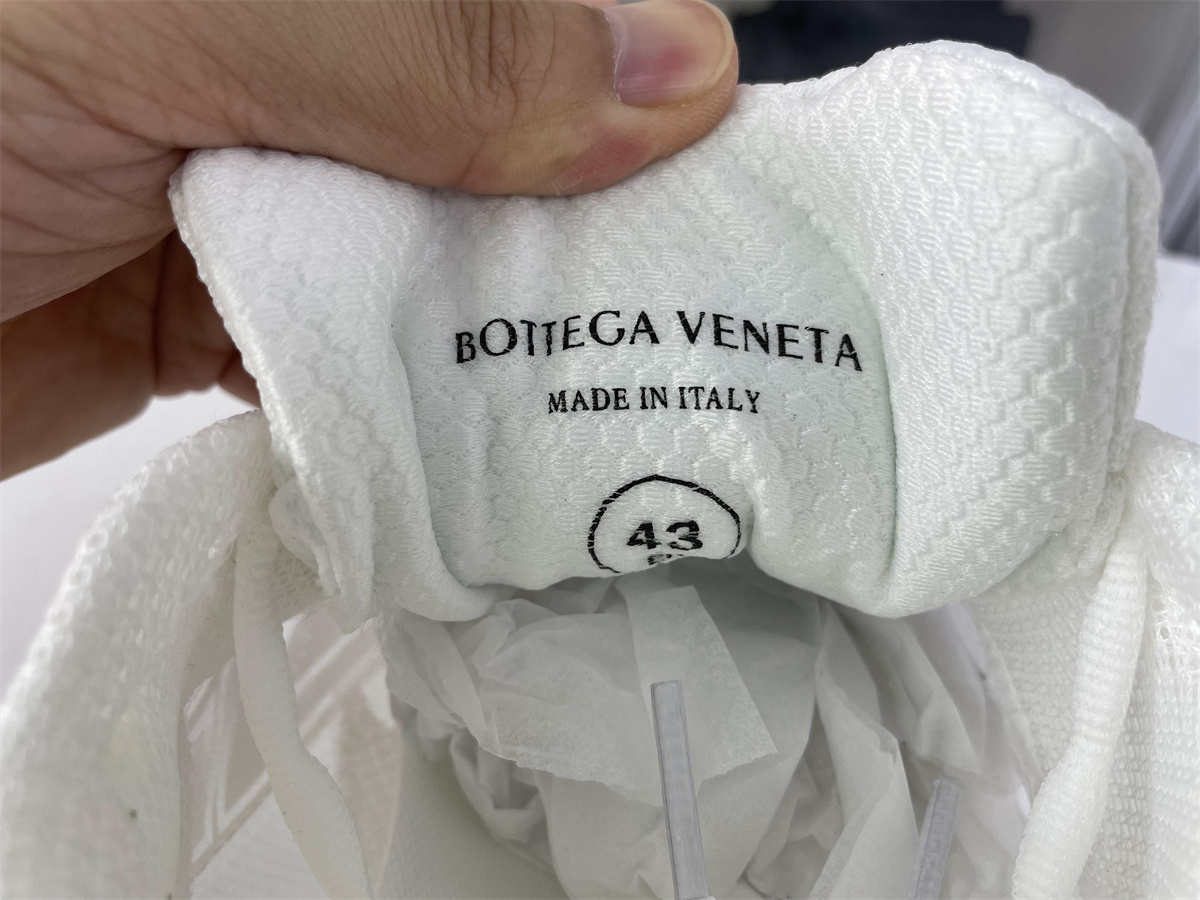 BOTTEGA VENETA
MADE IN ITALY
43